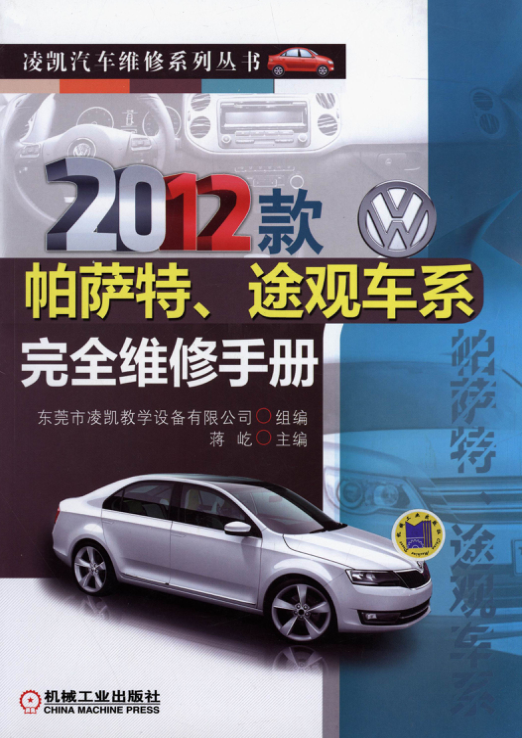 凌凯汽车维修系列丛书
2012款
帕萨特、途观车系
完全维修手册
东莞市凌凯教学设备有限公司○组编
蒋 屹○主编
帕萨特、途观车系
机械工业出版社
CHINA MACHINE PRESS